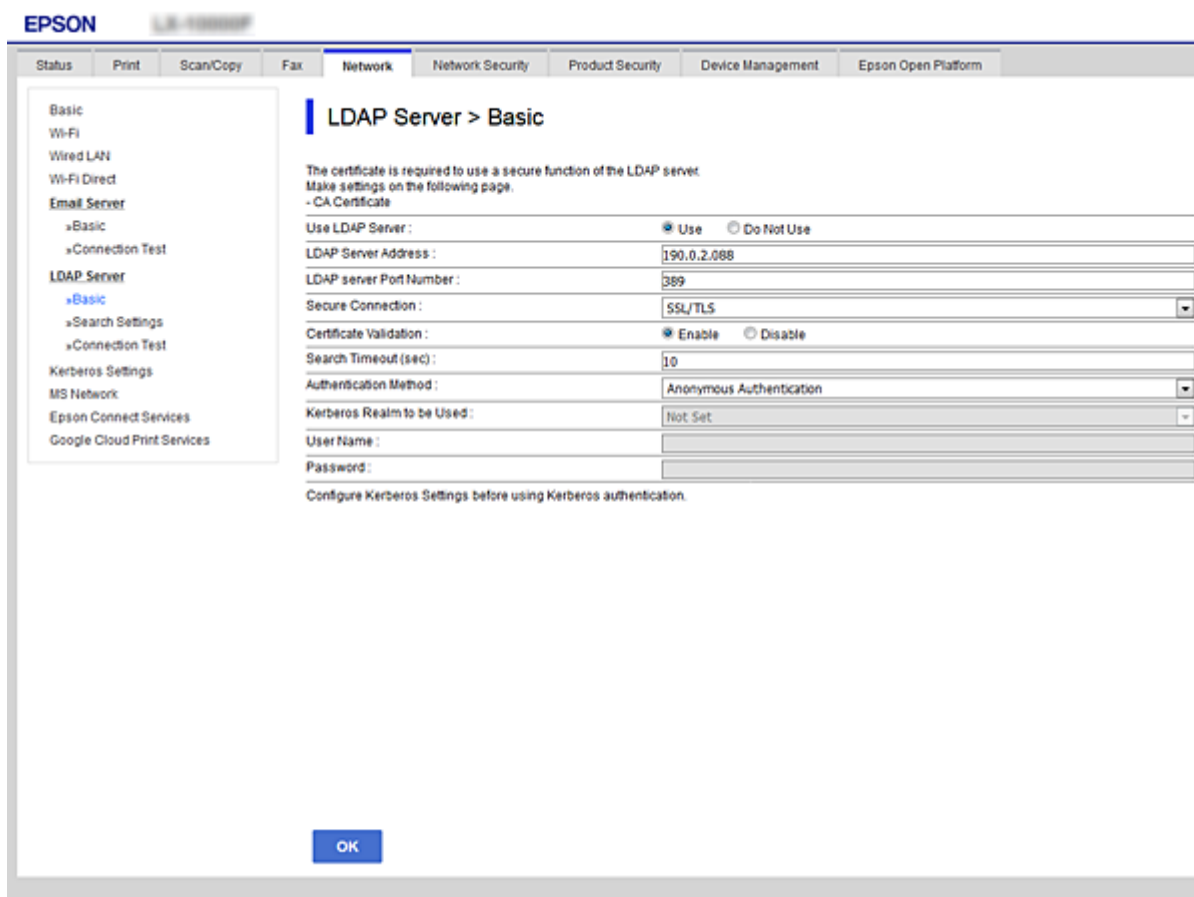 EPSON
Status Print Scan/Copy Fax Network Network Security Product Security Device Management Epson Open Platform
Basic
Wi-Fi
Wired LAN
Wi-Fi Direct
Email Server
»Basic
»Connection Test
LDAP Server
»Basic
»Search Settings
»Connection Test
Kerberos Settings
MS Network
Epson Connect Services
Google Cloud Print Services
LDAP Server > Basic
The certificate is required to use a secure function of the LDAP server.
Make settings on the following page.
- CA Certificate
Use LDAP Server : Use Do Not Use
LDAP Server Address : 190.0.2.088
LDAP server Port Number : 389
Secure Connection : SSL/TLS
Certificate Validation : Enable Disable
Search Timeout (sec) : 10
Authentication Method : Anonymous Authentication
Kerberos Realm to be Used : Not Set
User Name :
Password :
Configure Kerberos Settings before using Kerberos authentication.
OK